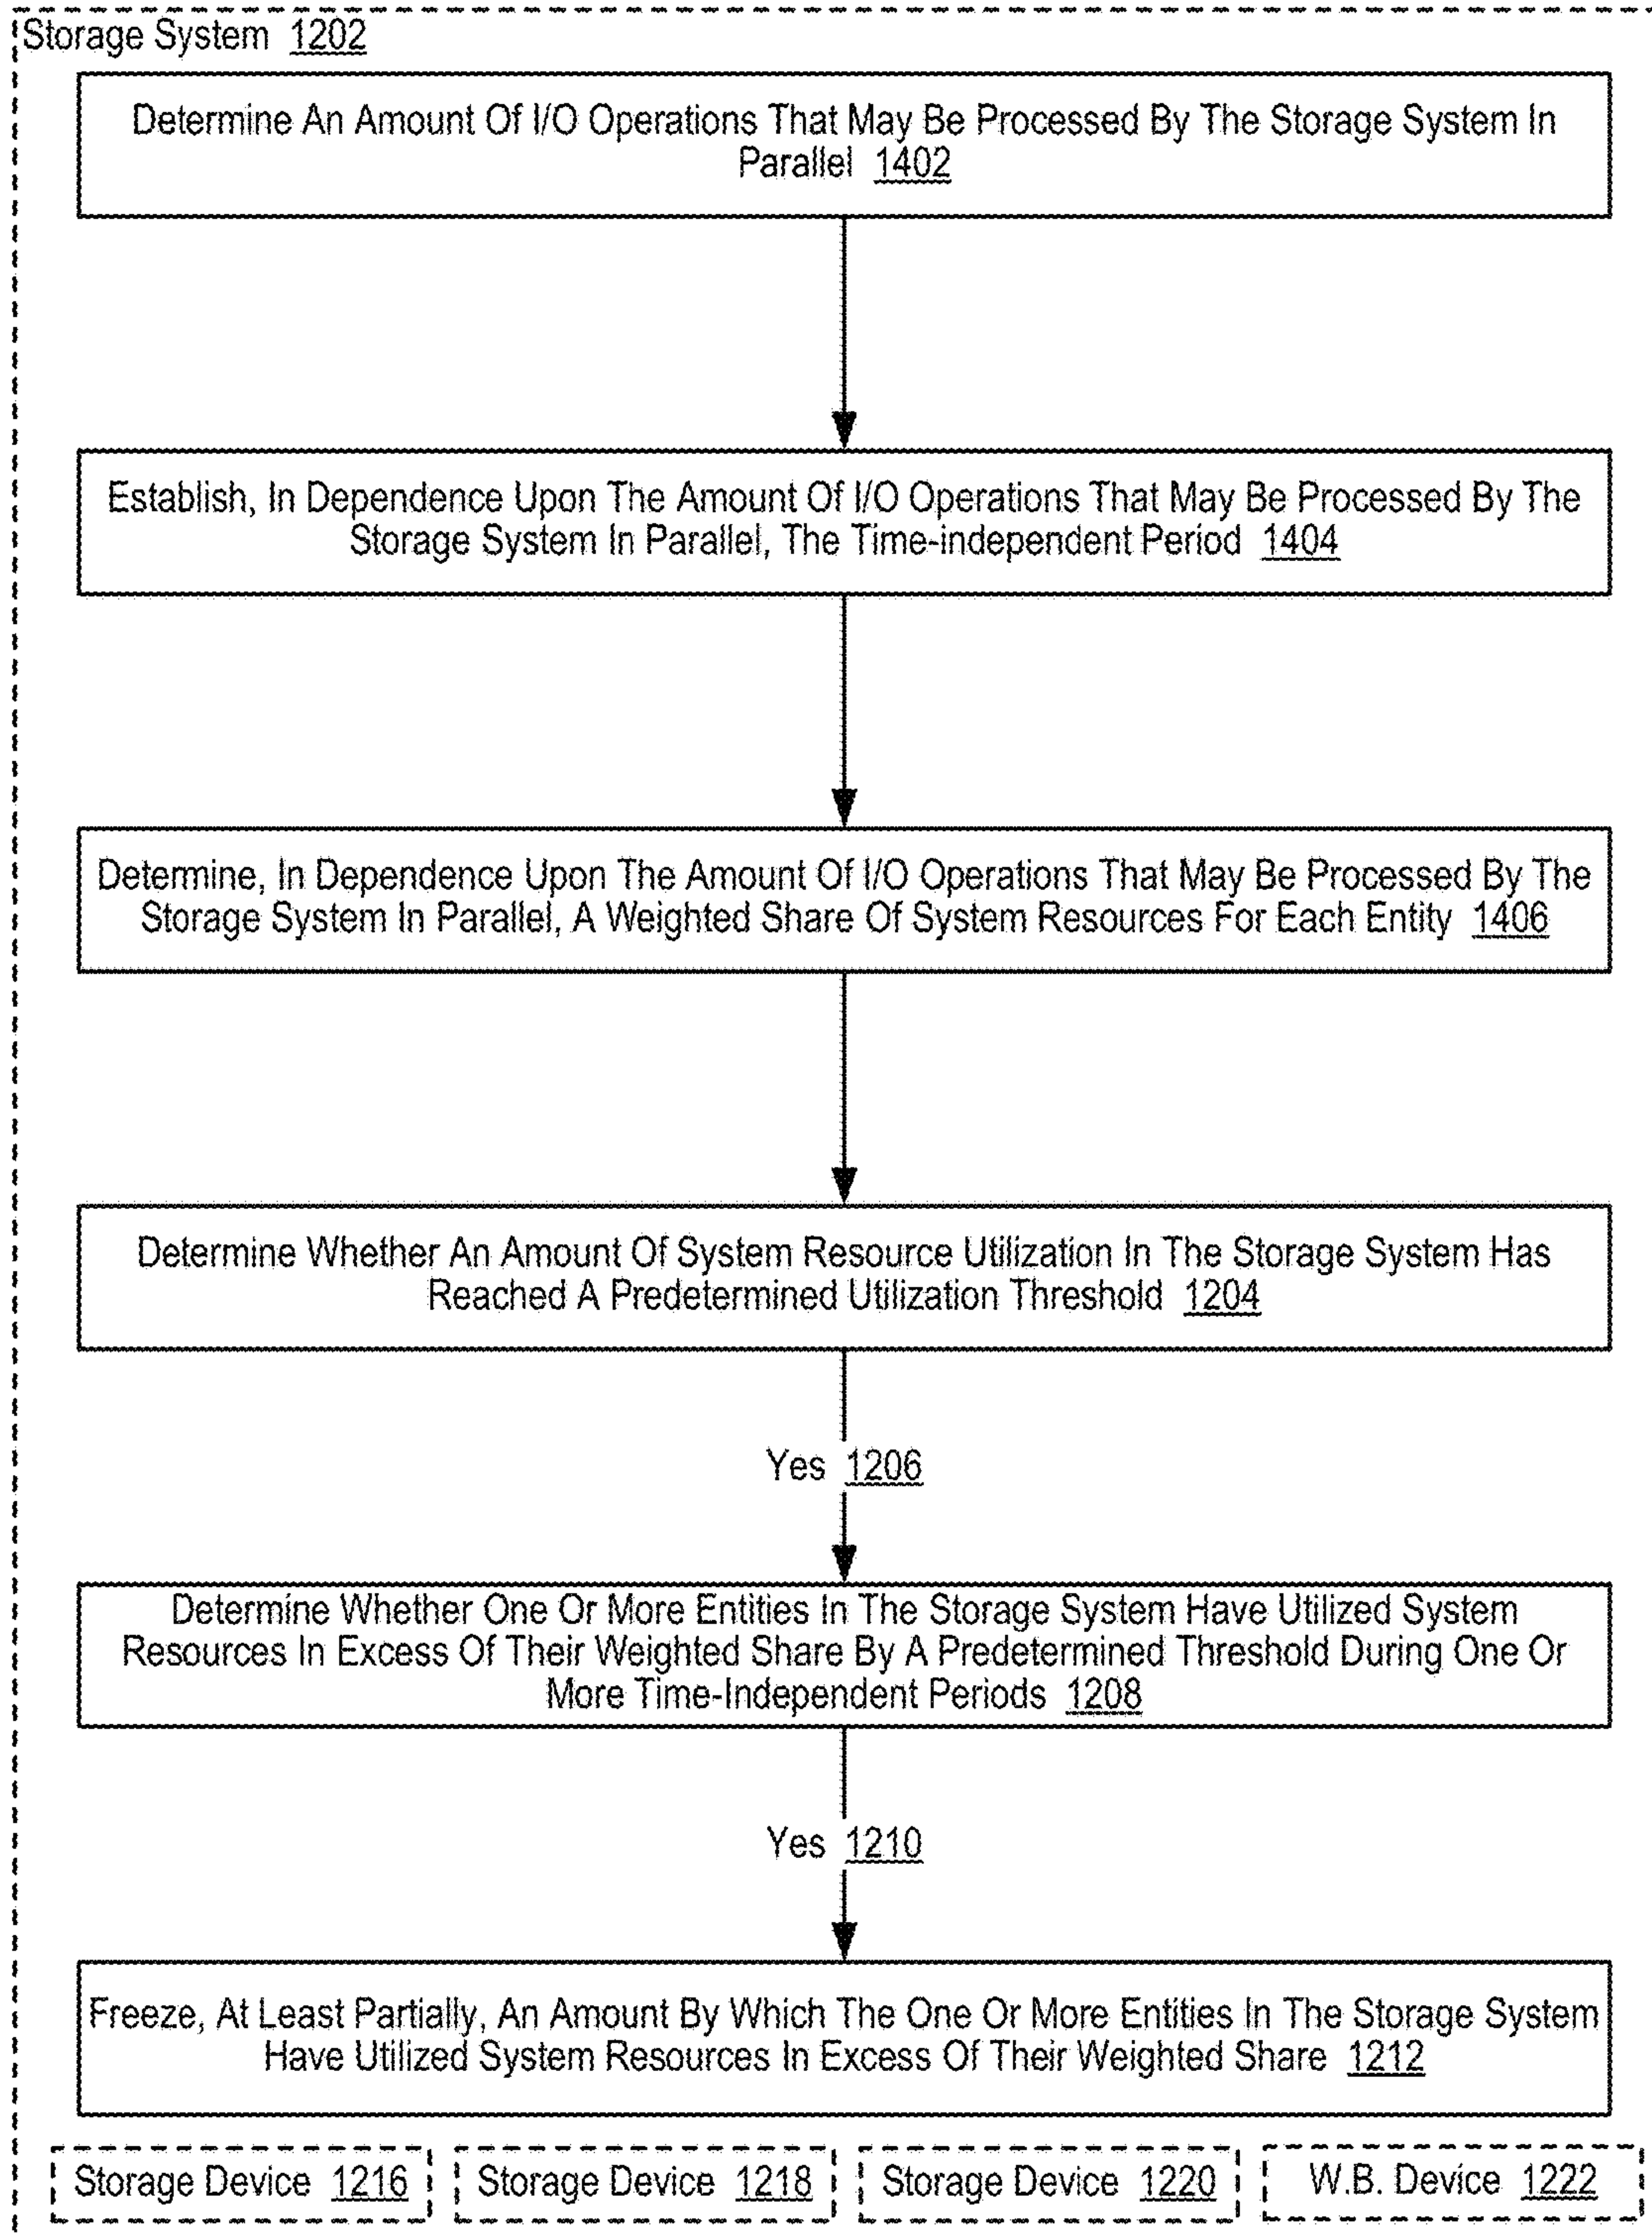 Storage System 1202
Determine An Amount Of I/O Operations That May Be Processed By The Storage System In
Parallel 1402
Establish, In Dependence Upon The Amount Of I/O Operations That May Be Processed By The
Storage System In Parallel, The Time-independent Period 1404
Determine, In Dependence Upon The Amount Of I/O Operations That May Be Processed By The
Storage System In Parallel, A Weighted Share Of System Resources For Each Entity 1406
Determine Whether An Amount Of System Resource Utilization In The Storage System Has
Reached A Predetermined Utilization Threshold 1204
Yes 1206
Determine Whether One Or More Entities In The Storage System Have Utilized System
Resources In Excess Of Their Weighted Share By A Predetermined Threshold During One Or
More Time-Independent Periods 1208
Yes 1210
Freeze, At Least Partially, An Amount By Which The One Or More Entities In The Storage System
Have Utilized System Resources In Excess Of Their Weighted Share 1212
Storage Device 1216
Storage Device 1218
Storage Device 1220
W.B. Device 1222